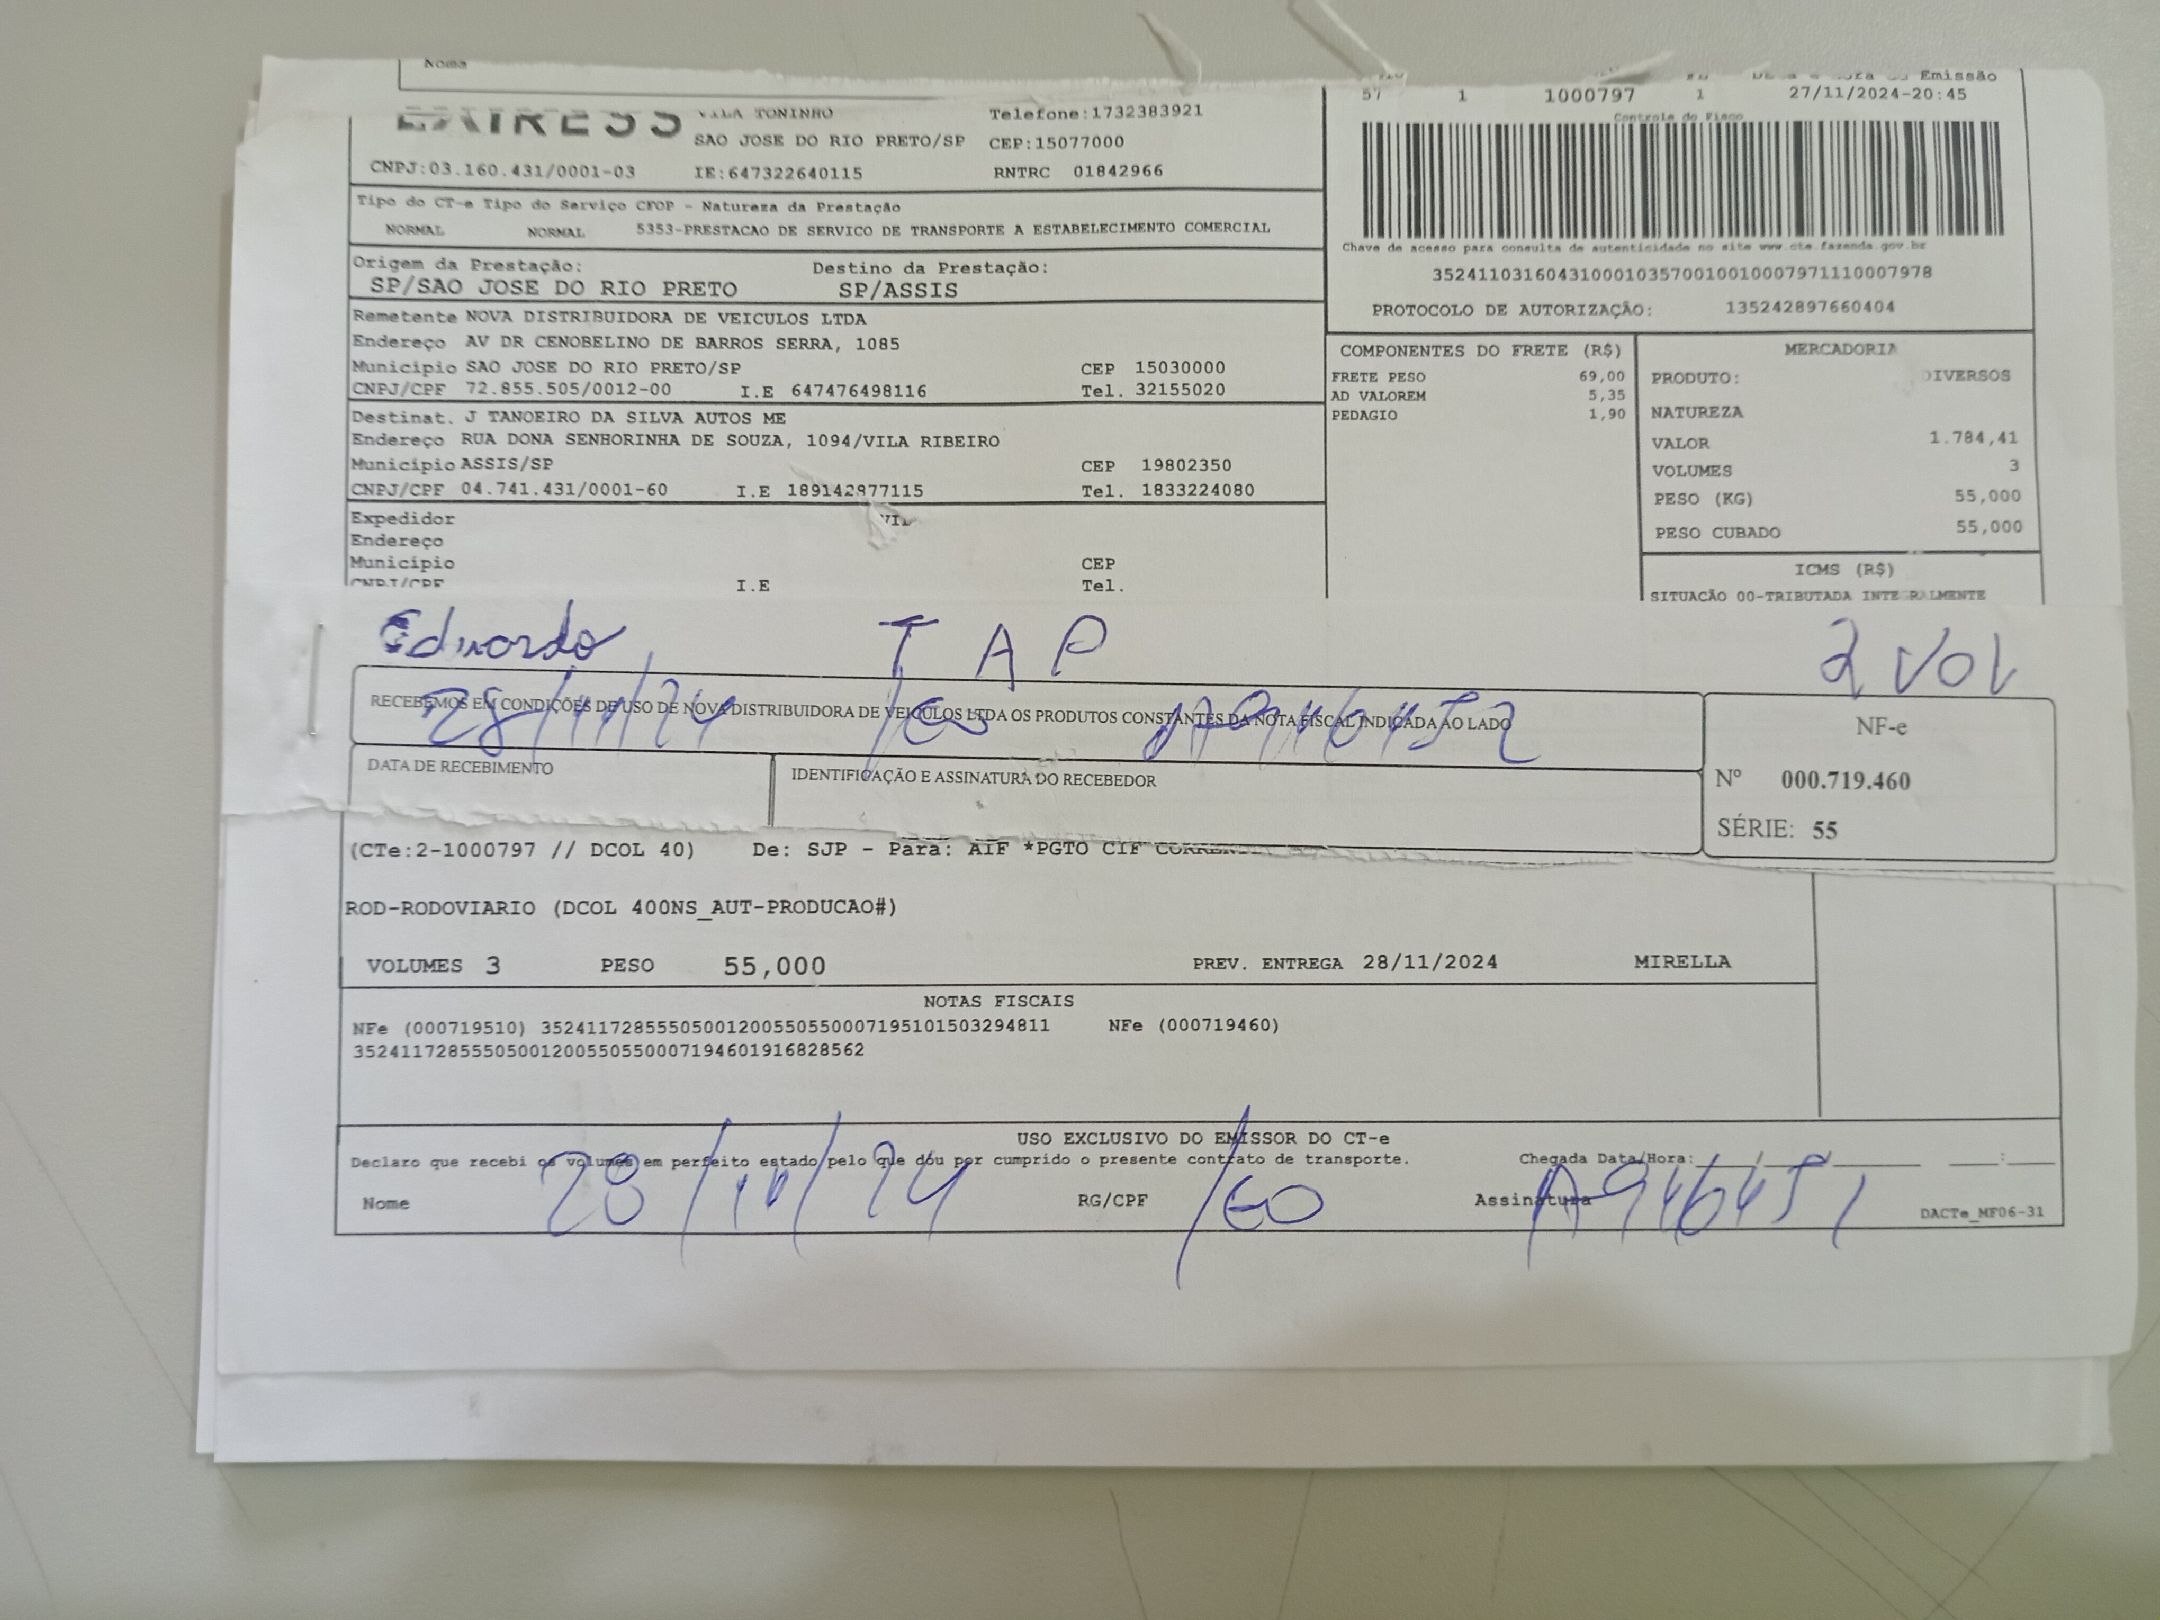 Nome
Emissão
57 1 1000797 1 27/11/2024-20:45
VILA TONINHO Telefone:1732383921
SAO JOSE DO RIO PRETO/SP CEP:15077000
CNPJ:03.160.431/0001-03 IE:647322640115 RNTRC 01842966
Controle do Fisco
Tipo do CT-e Tipo do Serviço CFOP - Natureza da Prestação
NORMAL NORMAL 5353-PRESTACAO DE SERVICO DE TRANSPORTE A ESTABELECIMENTO COMERCIAL
Chave de acesso para consulta de autenticidade no site www.cte.fazenda.gov.br
35241103160431000103570010010007971110007978
PROTOCOLO DE AUTORIZAÇÃO: 135242897660404
Origem da Prestação: Destino da Prestação:
SP/SAO JOSE DO RIO PRETO SP/ASSIS
Remetente NOVA DISTRIBUIDORA DE VEICULOS LTDA
Endereço AV DR CENOBELINO DE BARROS SERRA, 1085
Município SAO JOSE DO RIO PRETO/SP CEP 15030000
CNPJ/CPF 72.855.505/0012-00 I.E 647476498116 Tel. 32155020
Destinat. J TANOEIRO DA SILVA AUTOS ME
Endereço RUA DONA SENHORINHA DE SOUZA, 1094/VILA RIBEIRO
Município ASSIS/SP CEP 19802350
CNPJ/CPF 04.741.431/0001-60 I.E 189142877115 Tel. 1833224080
Expedidor
Endereço
Município CEP
CNPJ/CPF I.E Tel.
COMPONENTES DO FRETE (R$)
FRETE PESO 69,00
AD VALOREM 5,35
PEDAGIO 1,90
MERCADORIA
PRODUTO: DIVERSOS
NATUREZA
VALOR 1.784,41
VOLUMES 3
PESO (KG) 55,000
PESO CUBADO 55,000
ICMS (R$)
SITUACÃO 00-TRIBUTADA INTEGRALMENTE
Eduardo T A P 2 VOL
RECEBEMOS EM CONDIÇÕES DE USO DE NOVA DISTRIBUIDORA DE VEICULOS LTDA OS PRODUTOS CONSTANTES DA NOTA FISCAL INDICADA AO LADO
28/11/24
DATA DE RECEBIMENTO IDENTIFICAÇÃO E ASSINATURA DO RECEBEDOR
NF-e
Nº 000.719.460
SÉRIE: 55
(CTe:2-1000797 // DCOL 40) De: SJP - Para: AIF *PGTO CIF
ROD-RODOVIARIO (DCOL 400NS_AUT-PRODUCAO#)
VOLUMES 3 PESO 55,000 PREV. ENTREGA 28/11/2024 MIRELLA
NOTAS FISCAIS
NFe (000719510) 35241172855505001200550550007195101503294811 NFe (000719460)
35241172855505001200550550007194601916828562
USO EXCLUSIVO DO EMISSOR DO CT-e
Declaro que recebi os volumes em perfeito estado pelo que dou por cumprido o presente contrato de transporte. Chegada Data/Hora:____/____/______ ____:____
Nome 28/11/24 RG/CPF Assinatura
DACTe_MF06-31